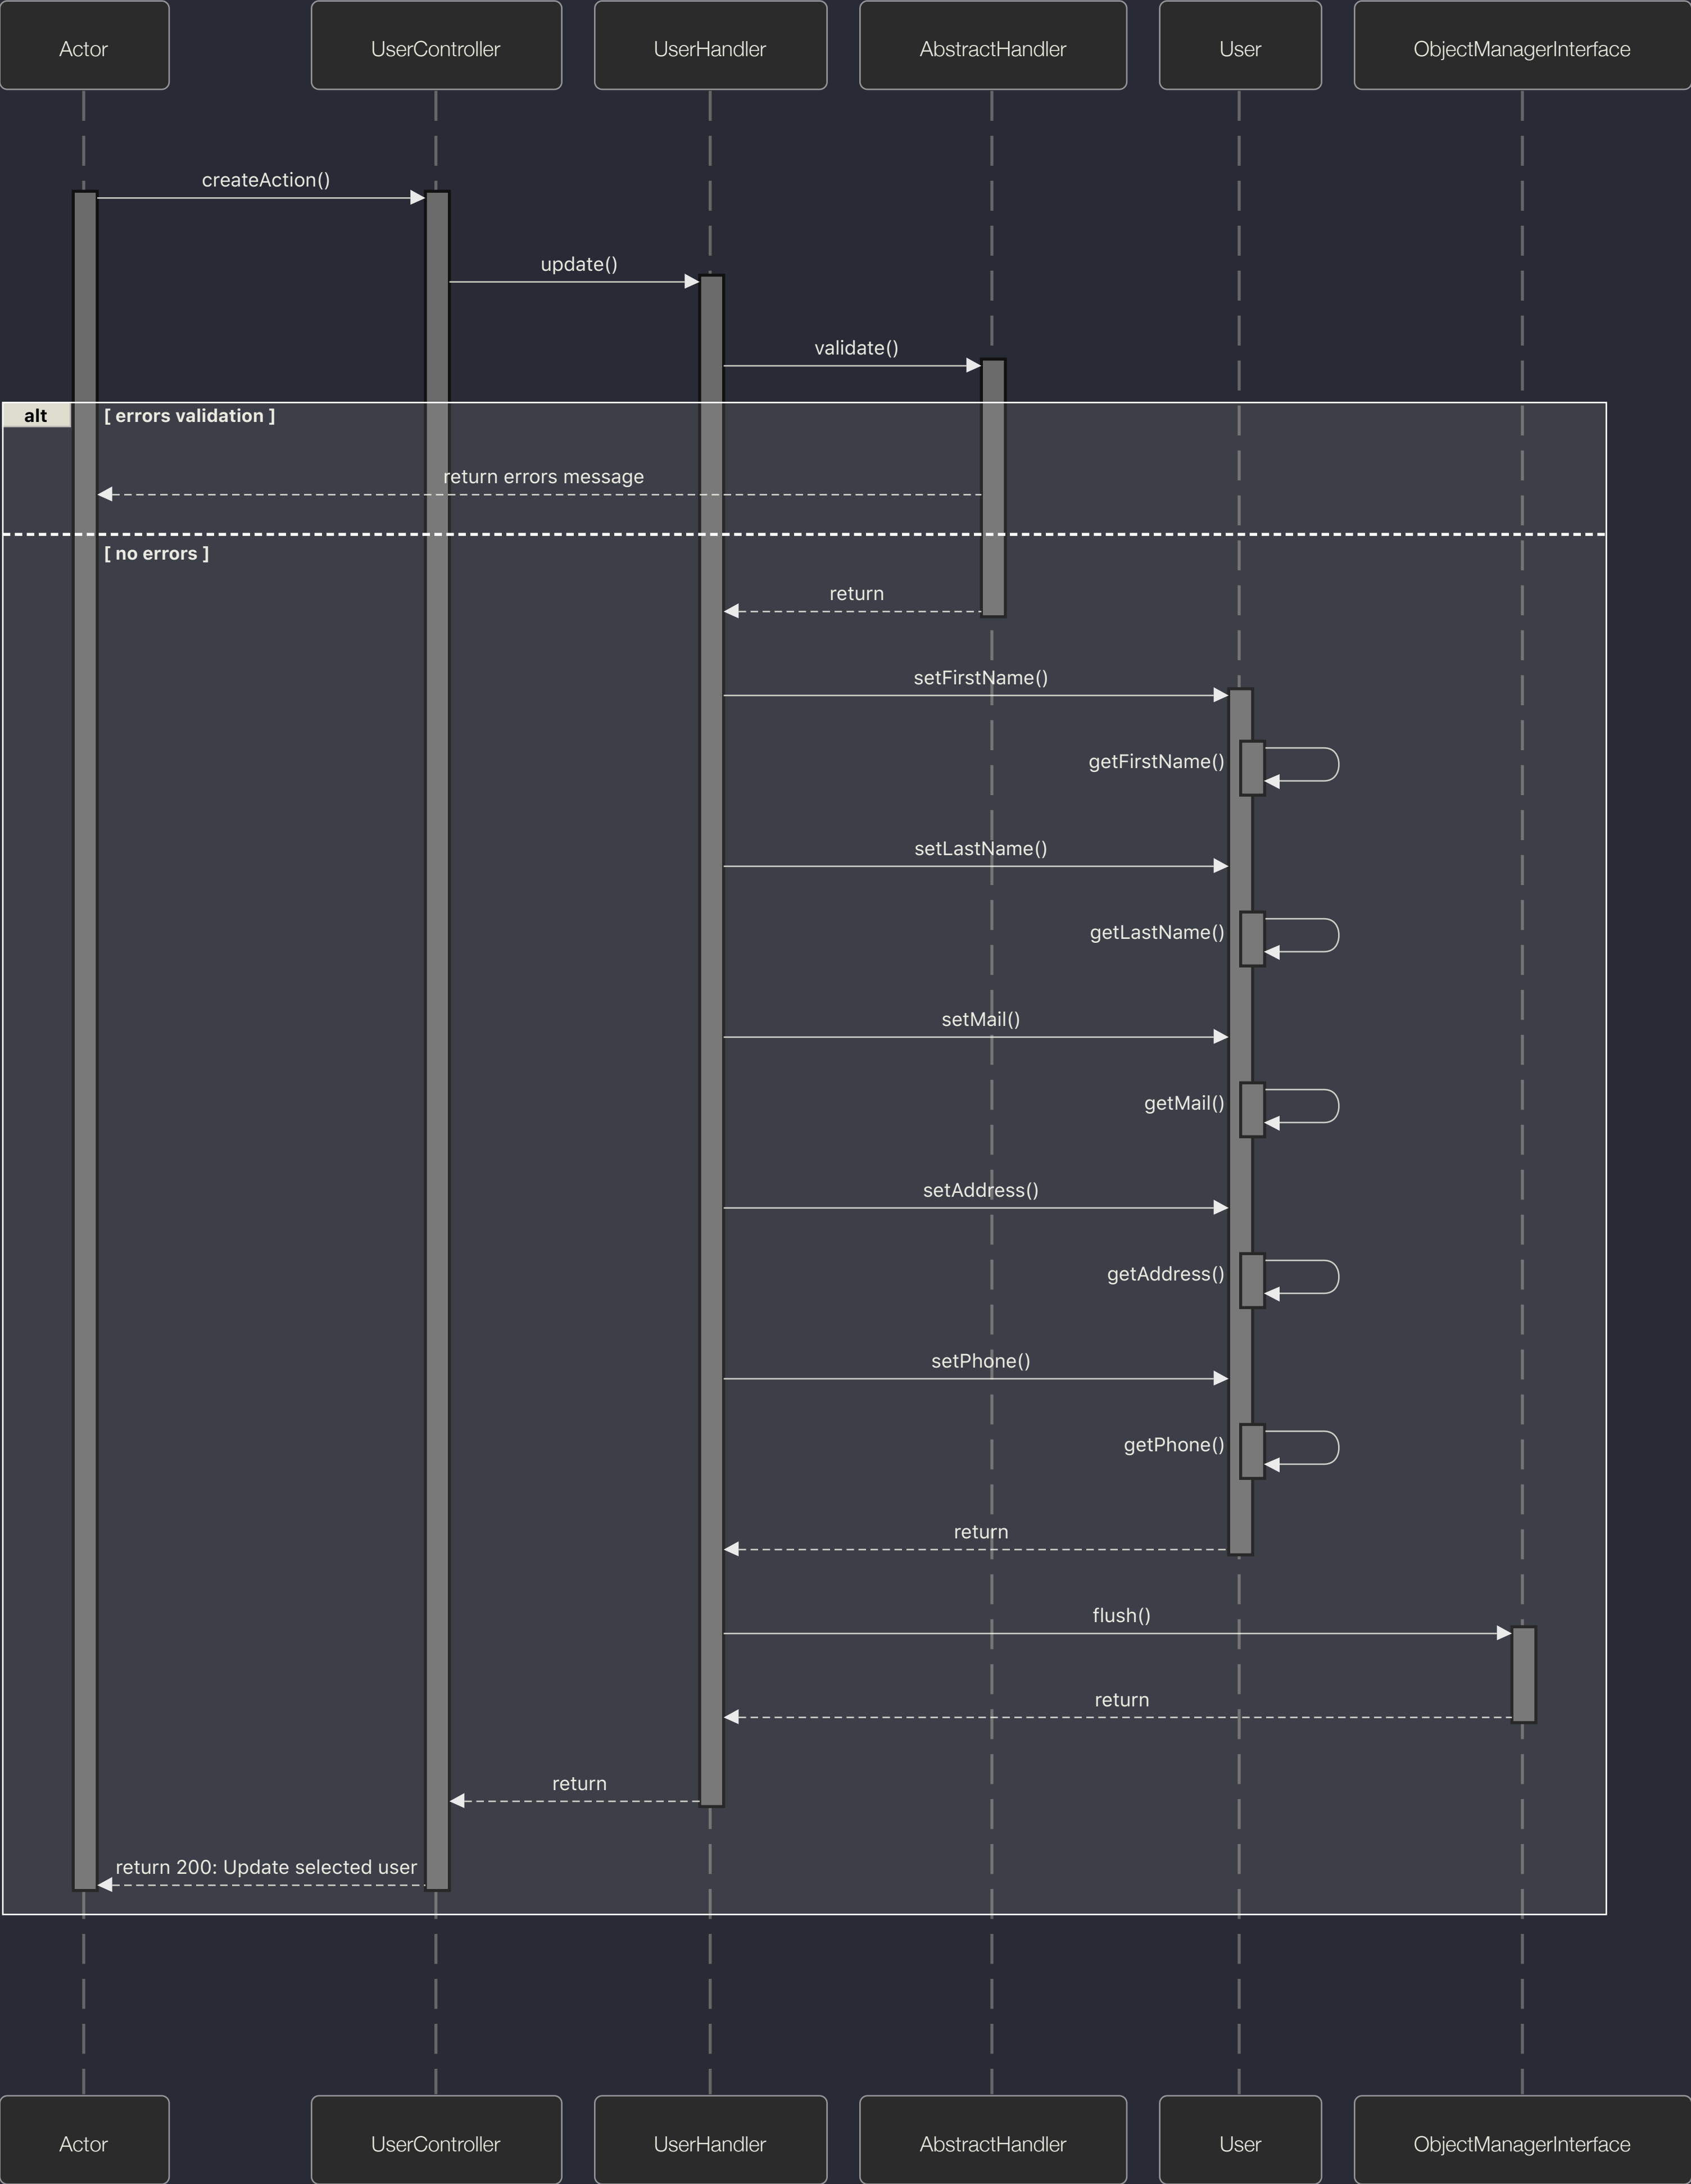 Actor
UserController
UserHandler
AbstractHandler
User
ObjectManagerInterface
createAction()
update()
validate()
alt
[ errors validation ]
return errors message
[ no errors ]
return
setFirstName()
getFirstName()
setLastName()
getLastName()
setMail()
getMail()
setAddress()
getAddress()
setPhone()
getPhone()
return
flush()
return
return
return 200: Update selected user
Actor
UserController
UserHandler
AbstractHandler
User
ObjectManagerInterface